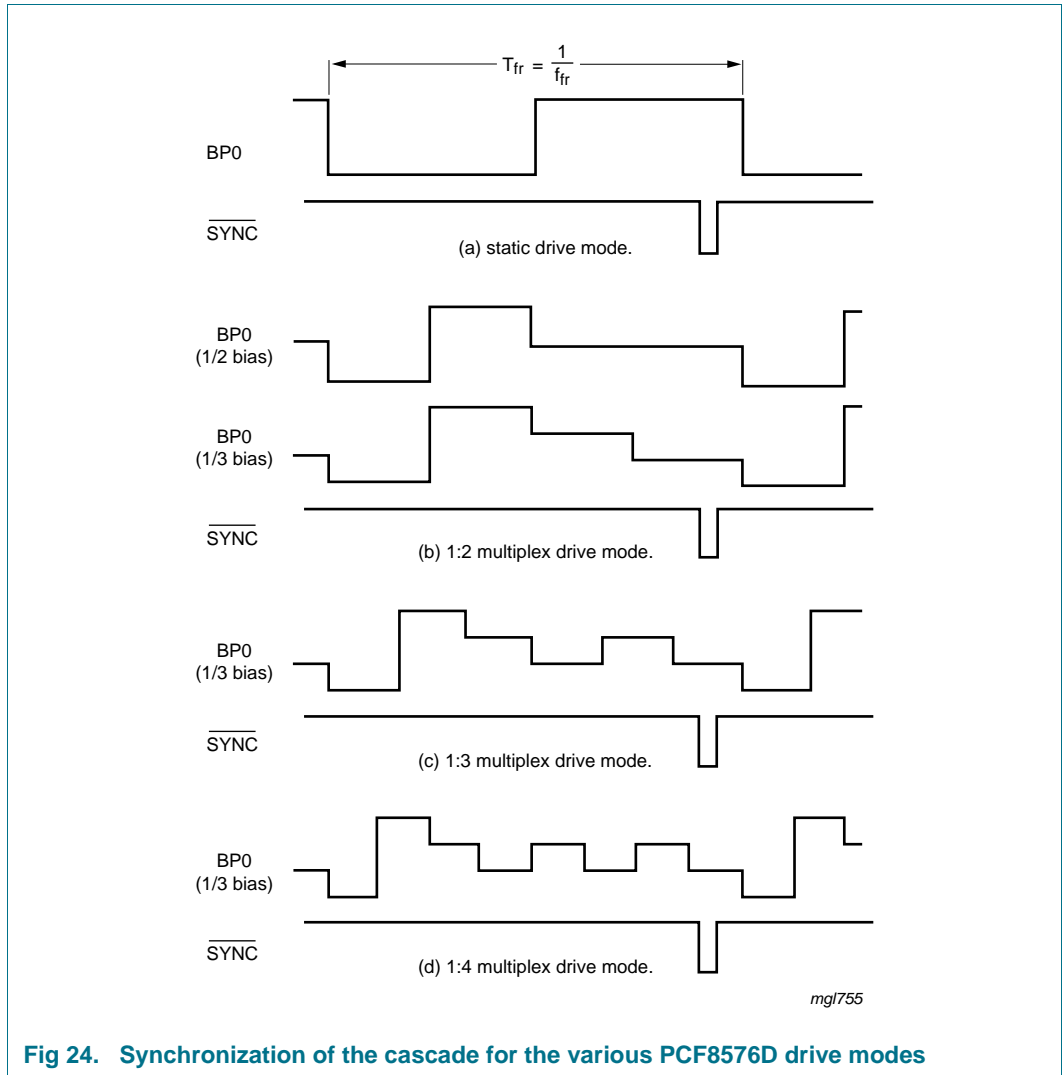 Tfr = 1/ffr
BP0
SYNC
(a) static drive mode.
BP0
(1/2 bias)
BP0
(1/3 bias)
SYNC
(b) 1:2 multiplex drive mode.
BP0
(1/3 bias)
SYNC
(c) 1:3 multiplex drive mode.
BP0
(1/3 bias)
SYNC
(d) 1:4 multiplex drive mode.
mgl755
Fig 24. Synchronization of the cascade for the various PCF8576D drive modes